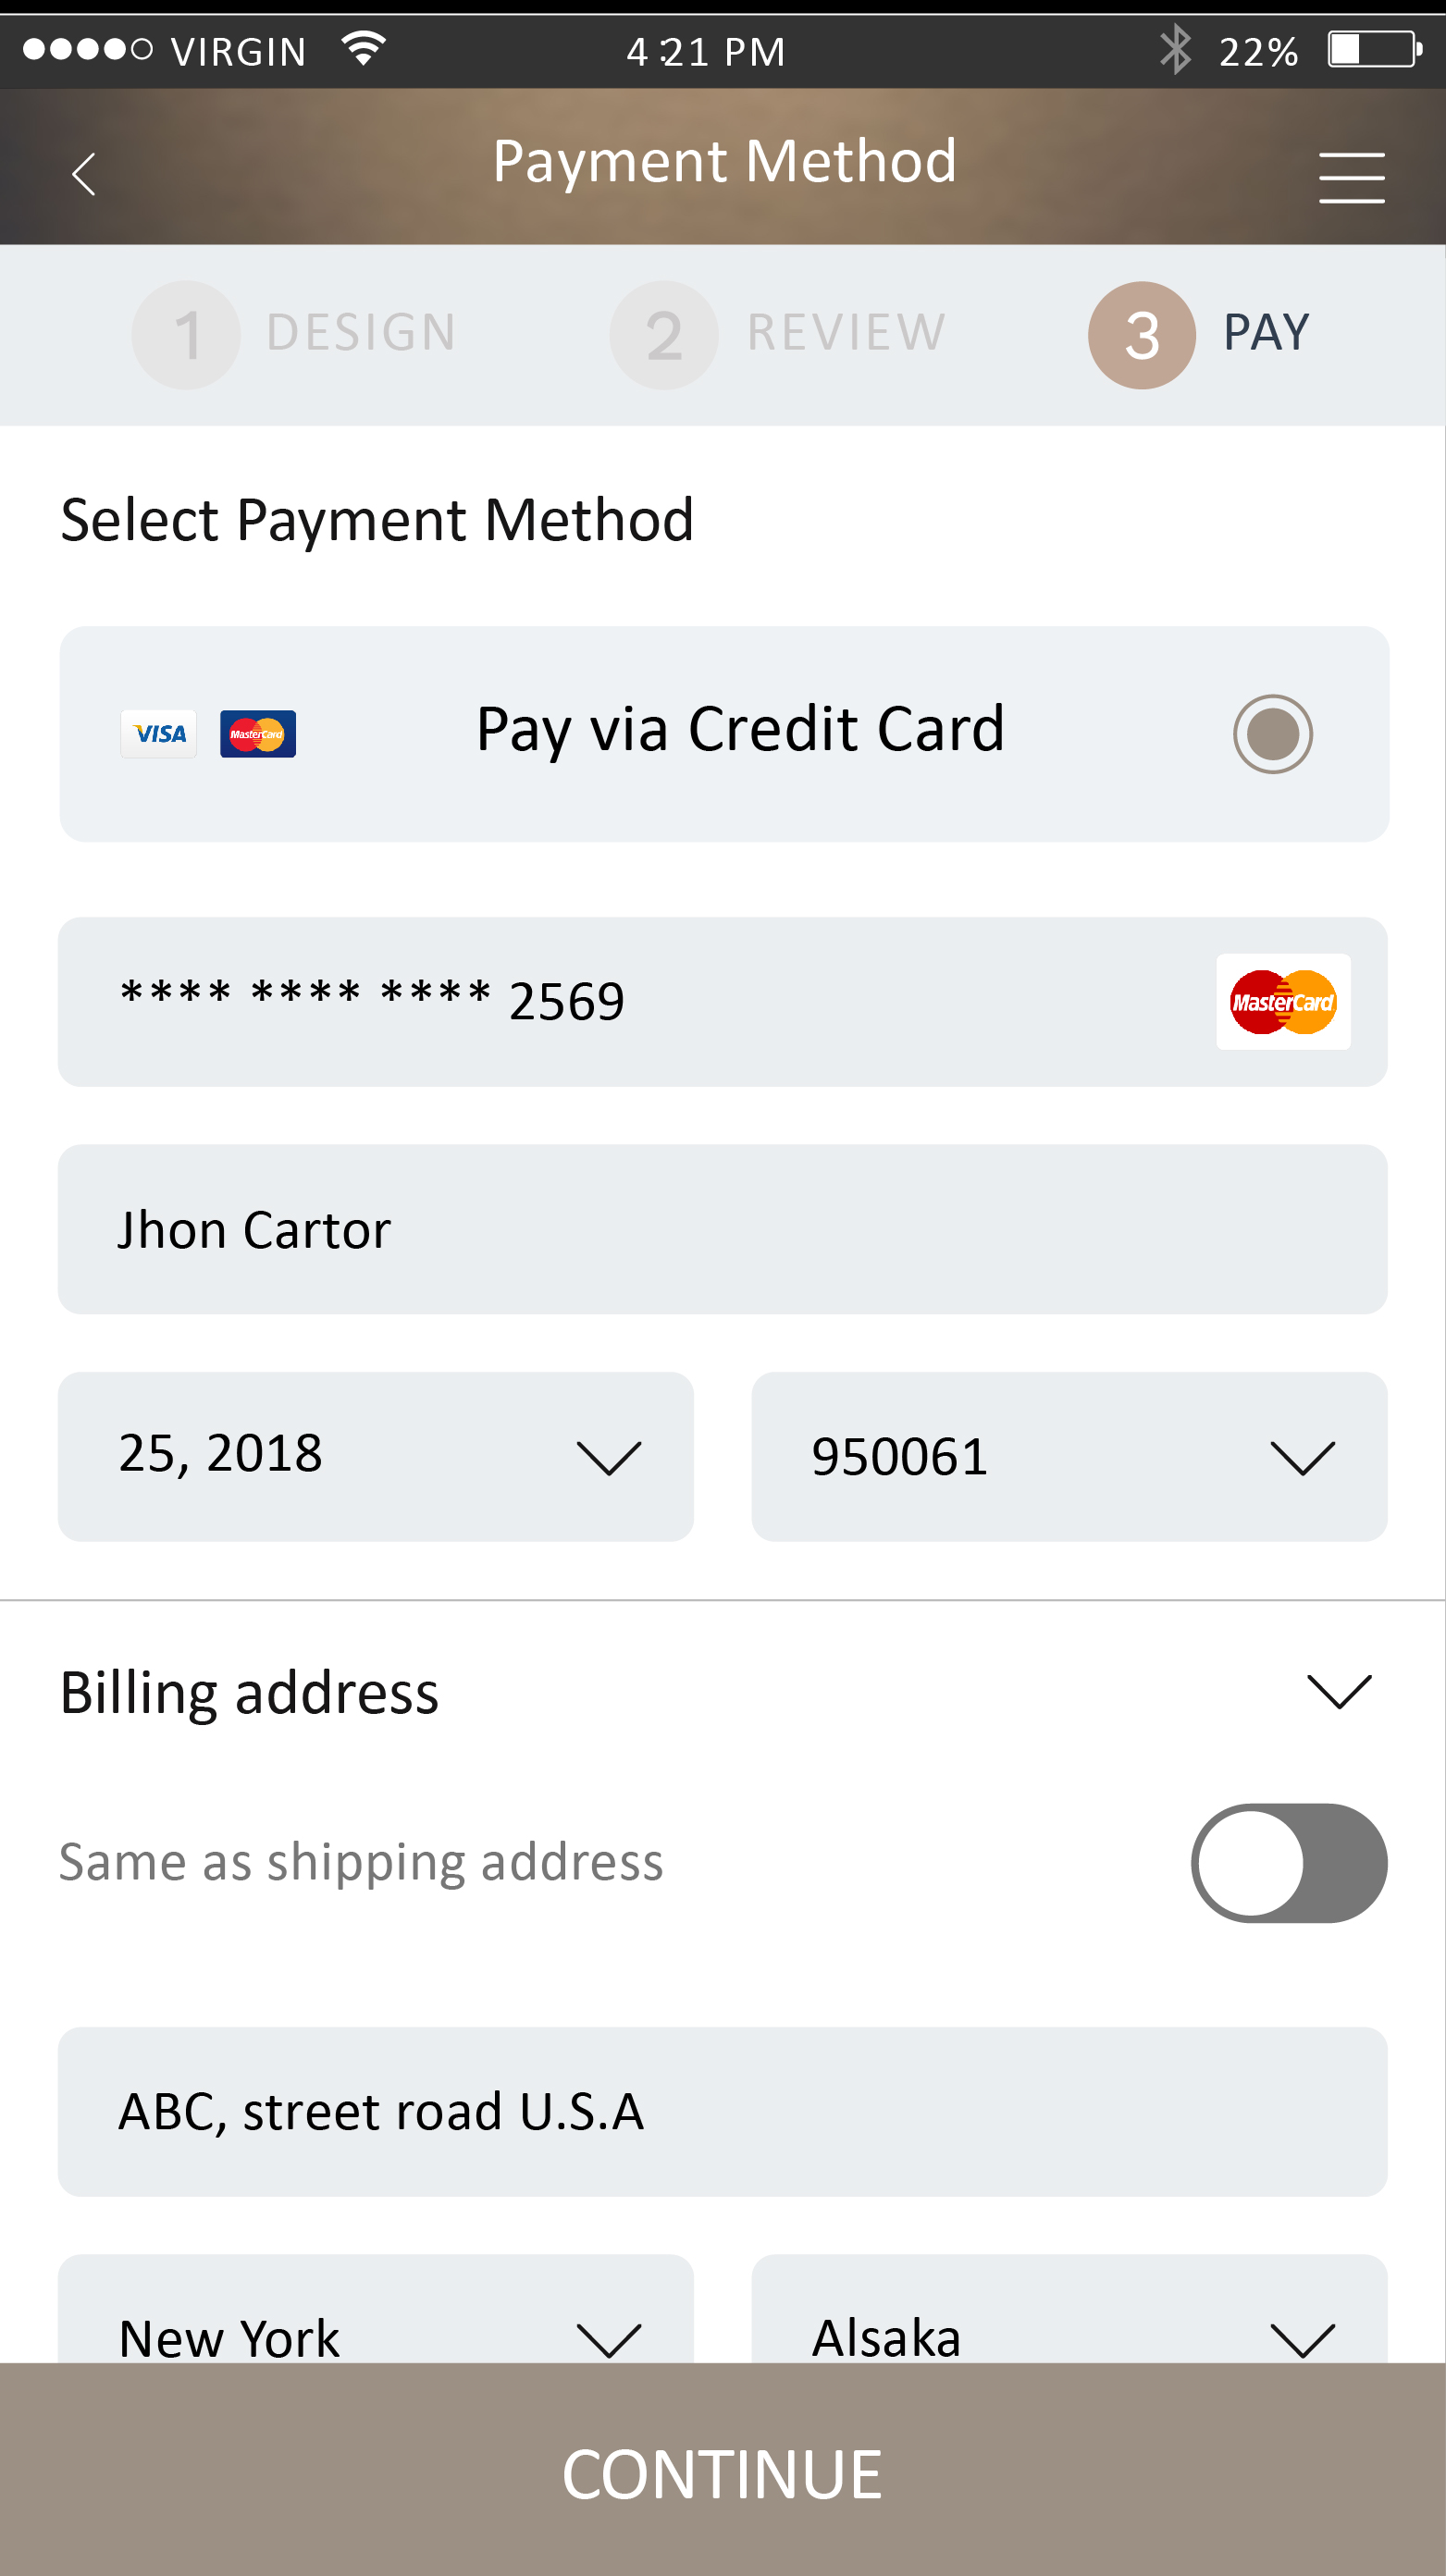 VIRGIN 4:21 PM 22%
Payment Method
1 DESIGN 2 REVIEW 3 PAY
Select Payment Method
VISA MasterCard Pay via Credit Card
**** **** **** 2569 MasterCard
Jhon Cartor
25, 2018 950061
Billing address
Same as shipping address
ABC, street road U.S.A
New York Alsaka
CONTINUE